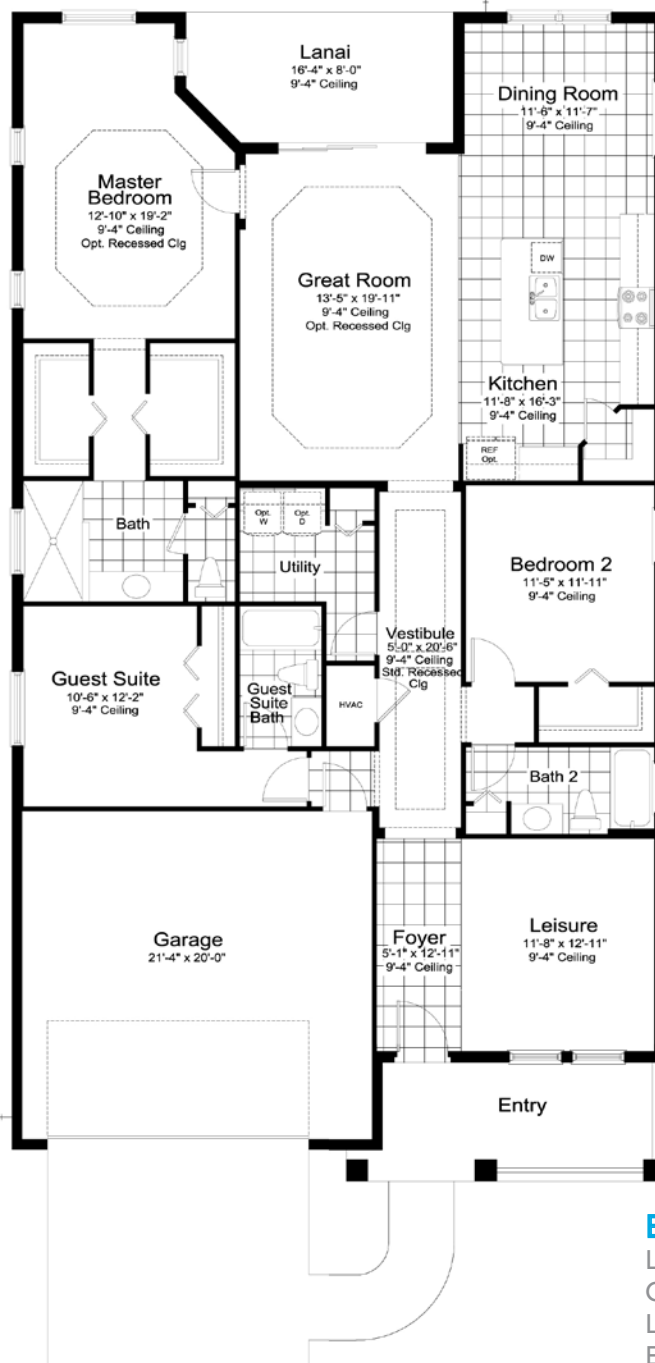 Lanai
16'-4" x 8'-0"
9'-4" Ceiling
Dining Room
11'-6" x 11'-7"
9'-4" Ceiling
Master
Bedroom
12'-10" x 19'-2"
9'-4" Ceiling
Opt. Recessed Clg
Great Room
13'-5" x 19'-11"
9'-4" Ceiling
Opt. Recessed Clg
DW
Kitchen
11'-8" x 16'-3"
9'-4" Ceiling
REF
Opt.
Bath
Opt.
W
Opt.
D
Utility
Bedroom 2
11'-5" x 11'-11"
9'-4" Ceiling
Vestibule
5'-0" x 20'-6"
9'-4" Ceiling
Std. Recessed
Clg
Guest Suite
10'-6" x 12'-2"
9'-4" Ceiling
Guest
Suite
Bath
HVAC
Bath 2
Garage
21'-4" x 20'-0"
Foyer
5'-1" x 12'-11"
9'-4" Ceiling
Leisure
11'-8" x 12'-11"
9'-4" Ceiling
Entry